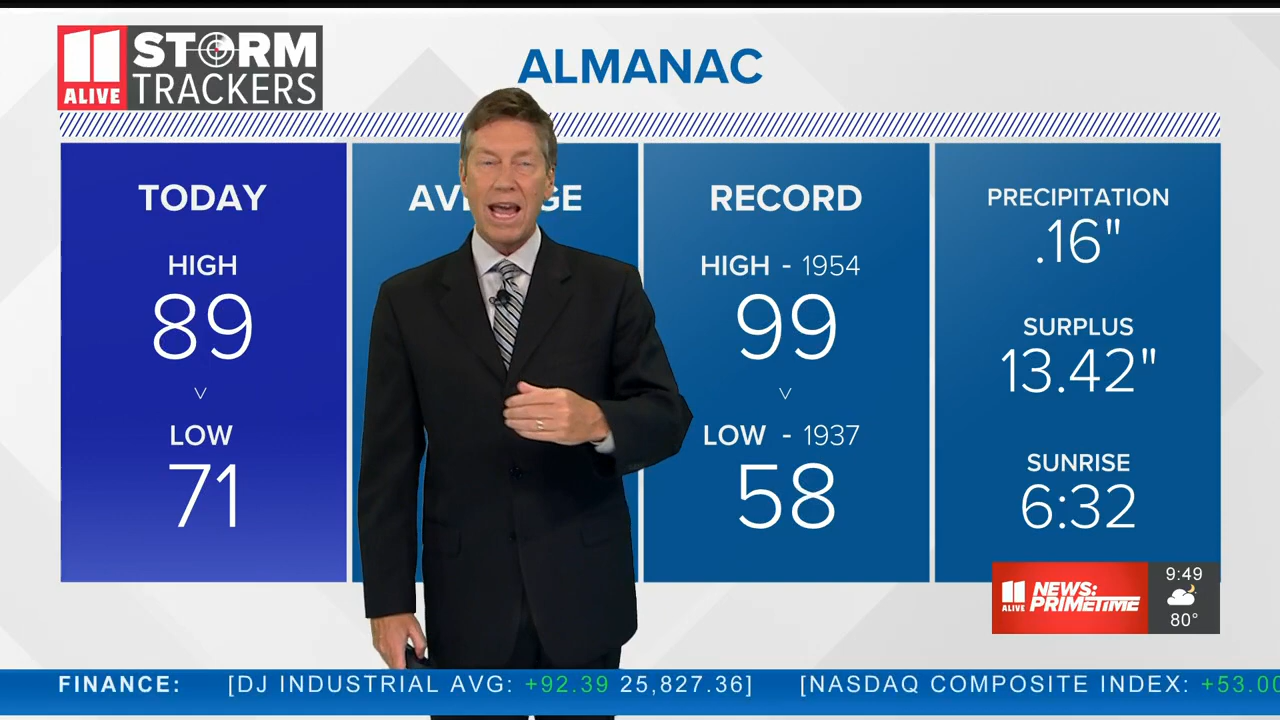 11 ALIVE
STORM TRACKERS
ALMANAC
TODAY
HIGH
89
LOW
71
RECORD
HIGH - 1954
99
LOW - 1937
58
PRECIPITATION
.16"
SURPLUS
13.42"
SUNRISE
6:32
11 ALIVE
NEWS:
PRIMETIME
9:49
80°
FINANCE: [DJ INDUSTRIAL AVG: +92.39 25,827.36] [NASDAQ COMPOSITE INDEX: +53.00